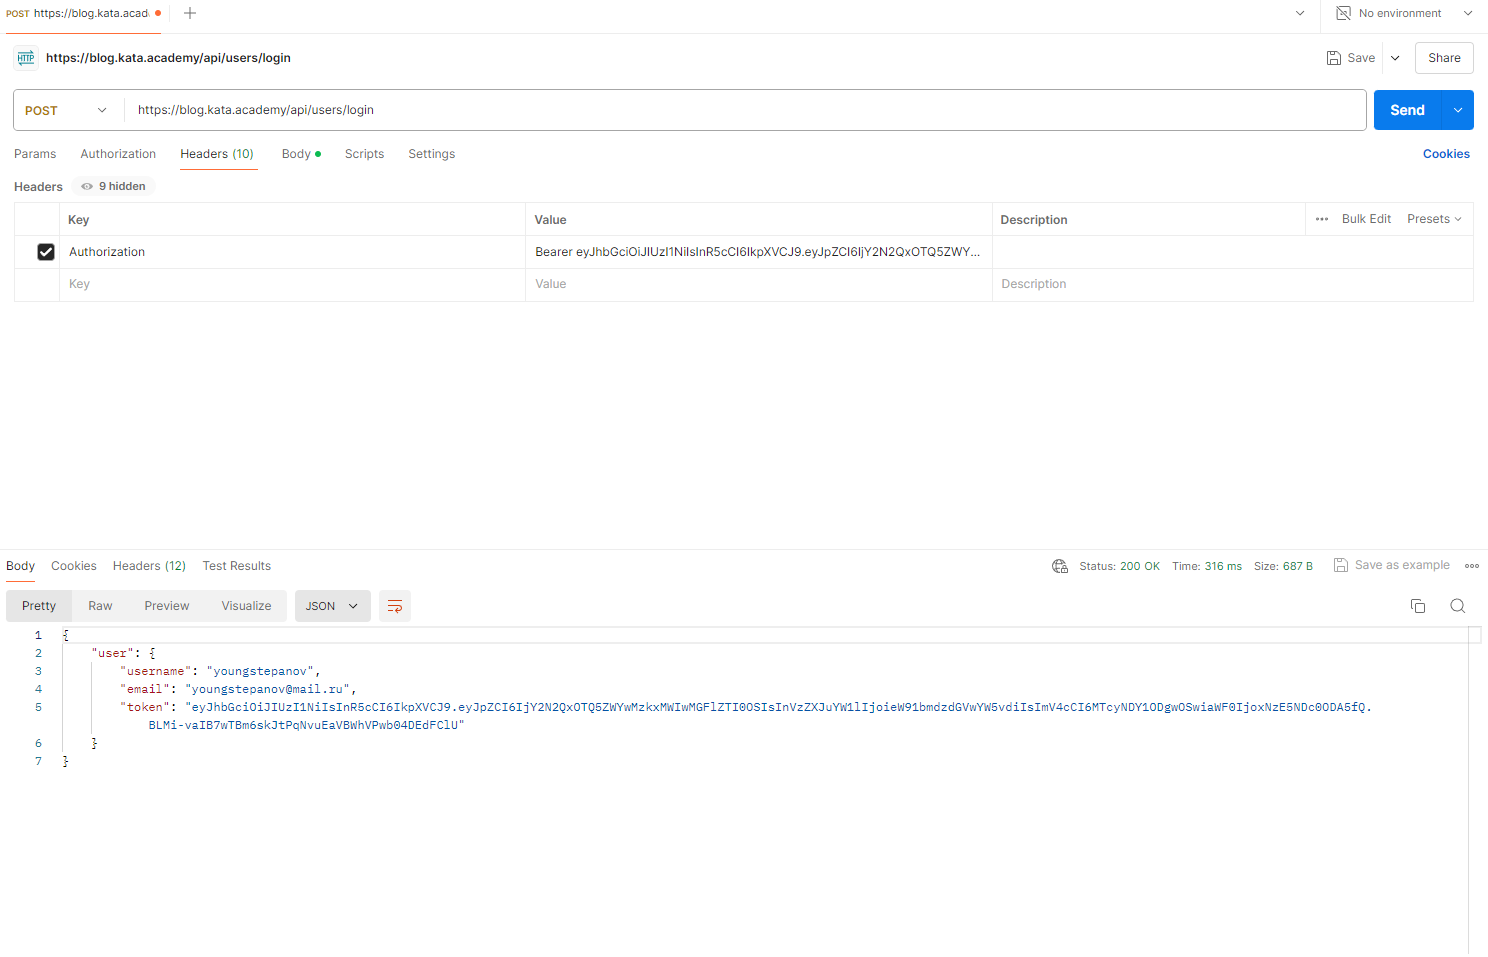 POST https://blog.kata.acad
No environment
HTTP https://blog.kata.academy/api/users/login
Save
Share
POST https://blog.kata.academy/api/users/login
Send
Params Authorization Headers (10) Body Scripts Settings
Cookies
Headers 9 hidden
Key Value Description ••• Bulk Edit Presets
Authorization Bearer eyJhbGciOiJIUzI1NiIsInR5cCI6IkpXVCJ9.eyJpZCI6IjY2N2QxOTQ5ZWY...
Key Value Description
Body Cookies Headers (12) Test Results
Status: 200 OK Time: 316 ms Size: 687 B Save as example
Pretty Raw Preview Visualize JSON
1 {
2 "user": {
3 "username": "youngstepanov",
4 "email": "youngstepanov@mail.ru",
5 "token": "eyJhbGciOiJIUzI1NiIsInR5cCI6IkpXVCJ9.eyJpZCI6IjY2N2QxOTQ5ZWYwMzkxMWIwMGFlZTI0OSIsInVzZXJuYW1lIjoieW91bmdzdGVwYW5vdiIsImV4cCI6MTcyNDY1ODgwOSwiaWF0IjoxNzE5NDc0ODA5fQ.
BLMi-vaIB7wTBm6skJtPqNvuEaVBWhVPwb04DEdFClU"
6 }
7 }